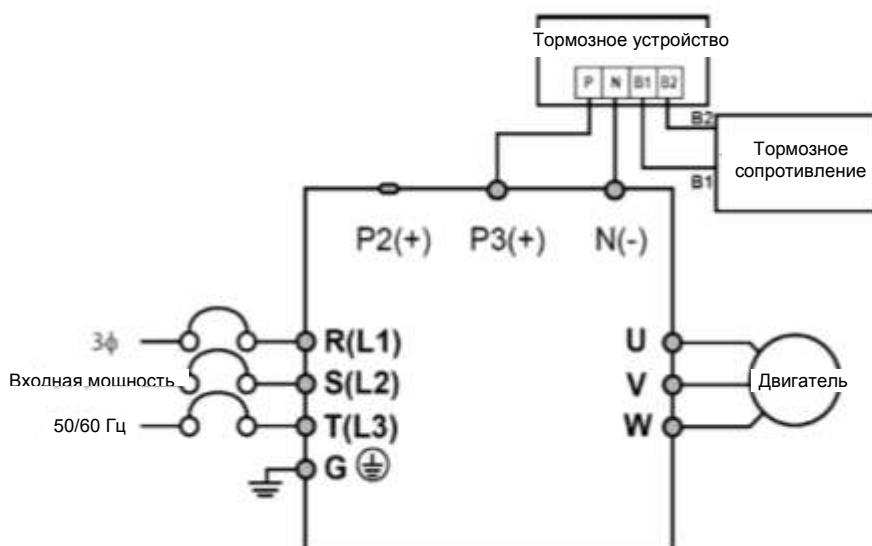 Тормозное устройство
P N B1 B2
B2
Тормозное
сопротивление
B1
P2(+) P3(+) N(-)
3ϕ
R(L1)
U
Входная мощность
S(L2)
V
Двигатель
50/60 Гц
T(L3)
W
G